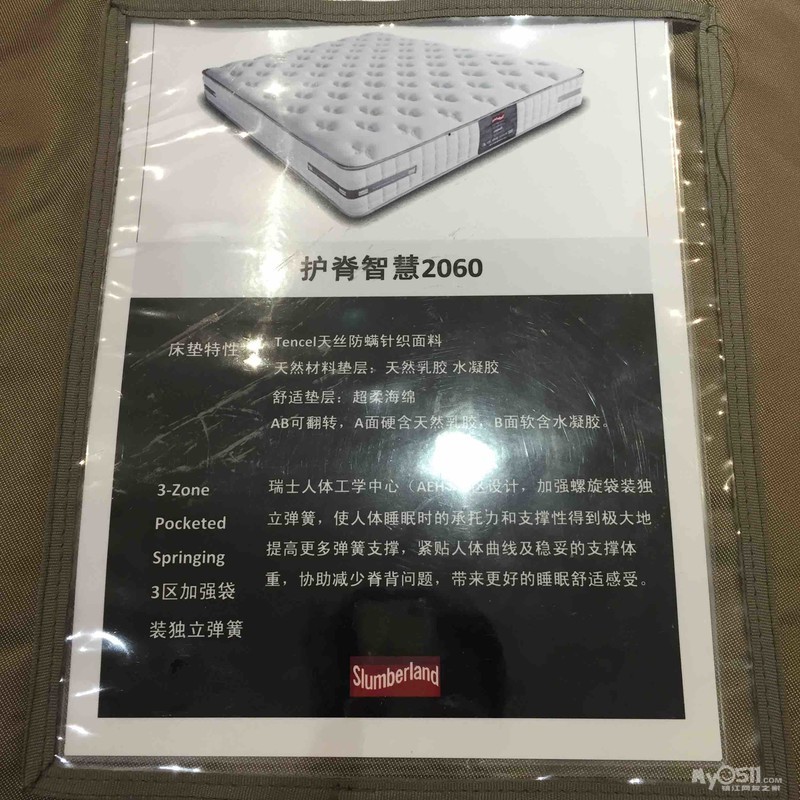 护脊智慧2060
床垫特性
Tencel天丝防螨针织面料
天然材料垫层：天然乳胶 水凝胶
舒适垫层：超柔海绵
AB可翻转，A面硬含天然乳胶，B面软含水凝胶。
3-Zone
Pocketed
Springing
3区加强袋
装独立弹簧
瑞士人体工学中心（AEH 区设计，加强螺旋袋装独
立弹簧，使人体睡眠时的承托力和支撑性得到极大地
提高更多弹簧支撑，紧贴人体曲线及稳妥的支撑体
重，协助减少脊背问题，带来更好的睡眠舒适感受。
Slumberland
My0511.COM
镇江网友之家